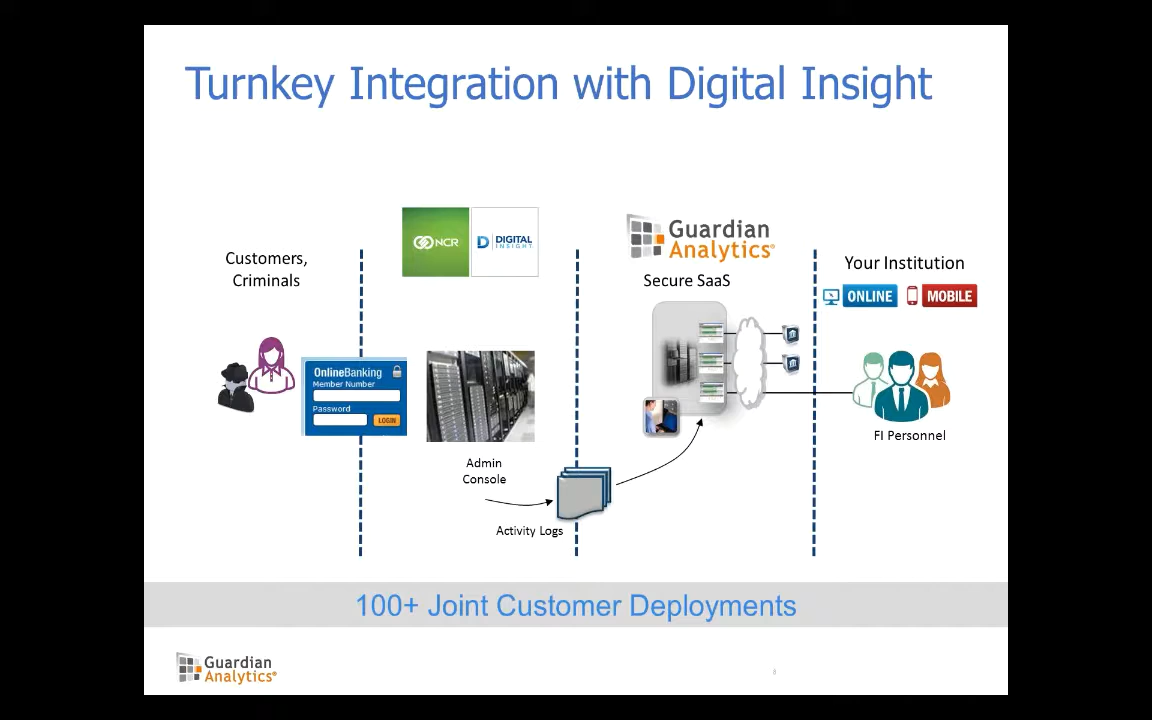 Turnkey Integration with Digital Insight
Customers,
Criminals
NCR
DIGITAL
INSIGHT
Guardian
Analytics®
Secure SaaS
Your Institution
ONLINE
MOBILE
OnlineBanking
Member Number
Password
LOGIN
FI Personnel
Admin
Console
Activity Logs
100+ Joint Customer Deployments
Guardian
Analytics®